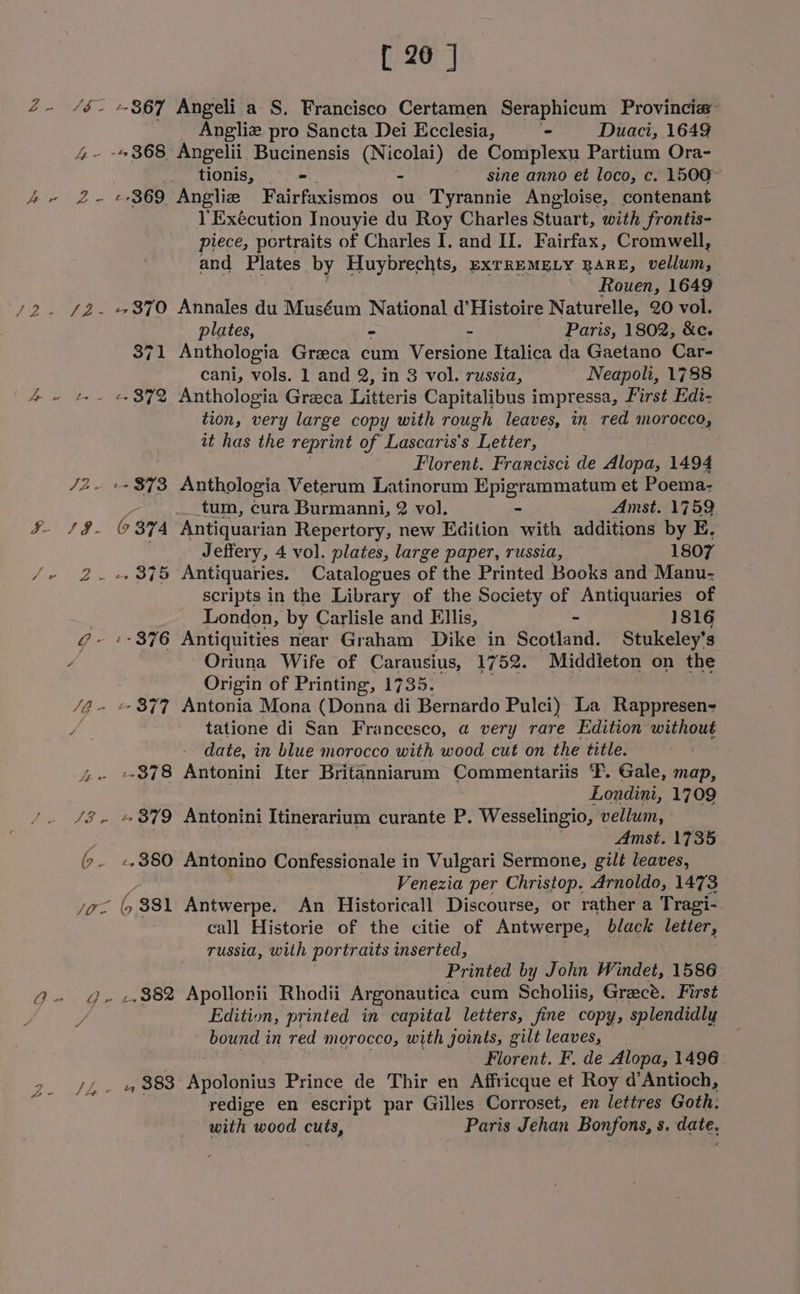 [ 20 ]
367 Angeli a S. Francisco Certamen Seraphicum Provinciæ
Angliæ pro Sancta Dei Ecclesia, - Duaci, 1649
368 Angelii Bucinensis (Nicolai) de Complexu Partium Ora-
tionis, - - sine anno et loco, c. 1500
369 Angliæ Fairfaxismos ou Tyrannie Angloise, contenant
l'Exécution Inouyie du Roy Charles Stuart, with frontis-
piece, portraits of Charles I. and II. Fairfax, Cromwell,
and Plates by Huybrechts, EXTREMELY RARE, vellum,
Rouen, 1649
370 Annales du Muséum National d'Histoire Naturelle, 20 vol.
plates, - - Paris, 1802, &c.
371 Anthologia Græca cum Versione Italica da Gaetano Car-
cani, vols. 1 and 2, in 3 vol. russia, Neapoli, 1788
372 Anthologia Græca Litteris Capitalibus impressa, First Edi-
tion, very large copy with rough leaves, in red morocco,
it has the reprint of Lascaris's Letter,
Florent. Francisci de Alopa, 1494
373 Anthologia Veterum Latinorum Epigrammatum et Poema-
tum, cura Burmanni, 2 vol. - Amst. 1759
374 Antiquarian Repertory, new Edition with additions by E.
Jeffery, 4 vol. plates, large paper, russia, 1807
375 Antiquaries. Catalogues of the Printed Books and Manu-
scripts in the Library of the Society of Antiquaries of
London, by Carlisle and Ellis, - 1816
376 Antiquities near Graham Dike in Scotland. Stukeley's
Oriuna Wife of Carausius, 1752. Middleton on the
Origin of Printing, 1735.
377 Antonia Mona (Donna di Bernardo Pulci) La Rappresen-
tatione di San Francesco, a very rare Edition without
date, in blue morocco with wood cut on the title.
378 Antonini Iter Britanniarum Commentariis T. Gale, map,
Londini, 1709
379 Antonini Itinerarium curante P. Wesselingio, vellum,
Amst. 1735
380 Antonino Confessionale in Vulgari Sermone, gilt leaves,
Venezia per Christop. Arnoldo, 1473
381 Antwerpe. An Historicall Discourse, or rather a Tragi-
call Historie of the citie of Antwerpe, black letter,
russia, with portraits inserted,
Printed by John Windet, 1586
382 Apollonii Rhodii Argonautica cum Scholiis, Græcè. First
Edition, printed in capital letters, fine copy, splendidly
bound in red morocco, with joints, gilt leaves,
Florent. F. de Alopa, 1496
383 Apolonius Prince de Thir en Affricque et Roy d'Antioch,
redige en escript par Gilles Corroset, en lettres Goth.
with wood cuts, Paris Jehan Bonfons, s. date.